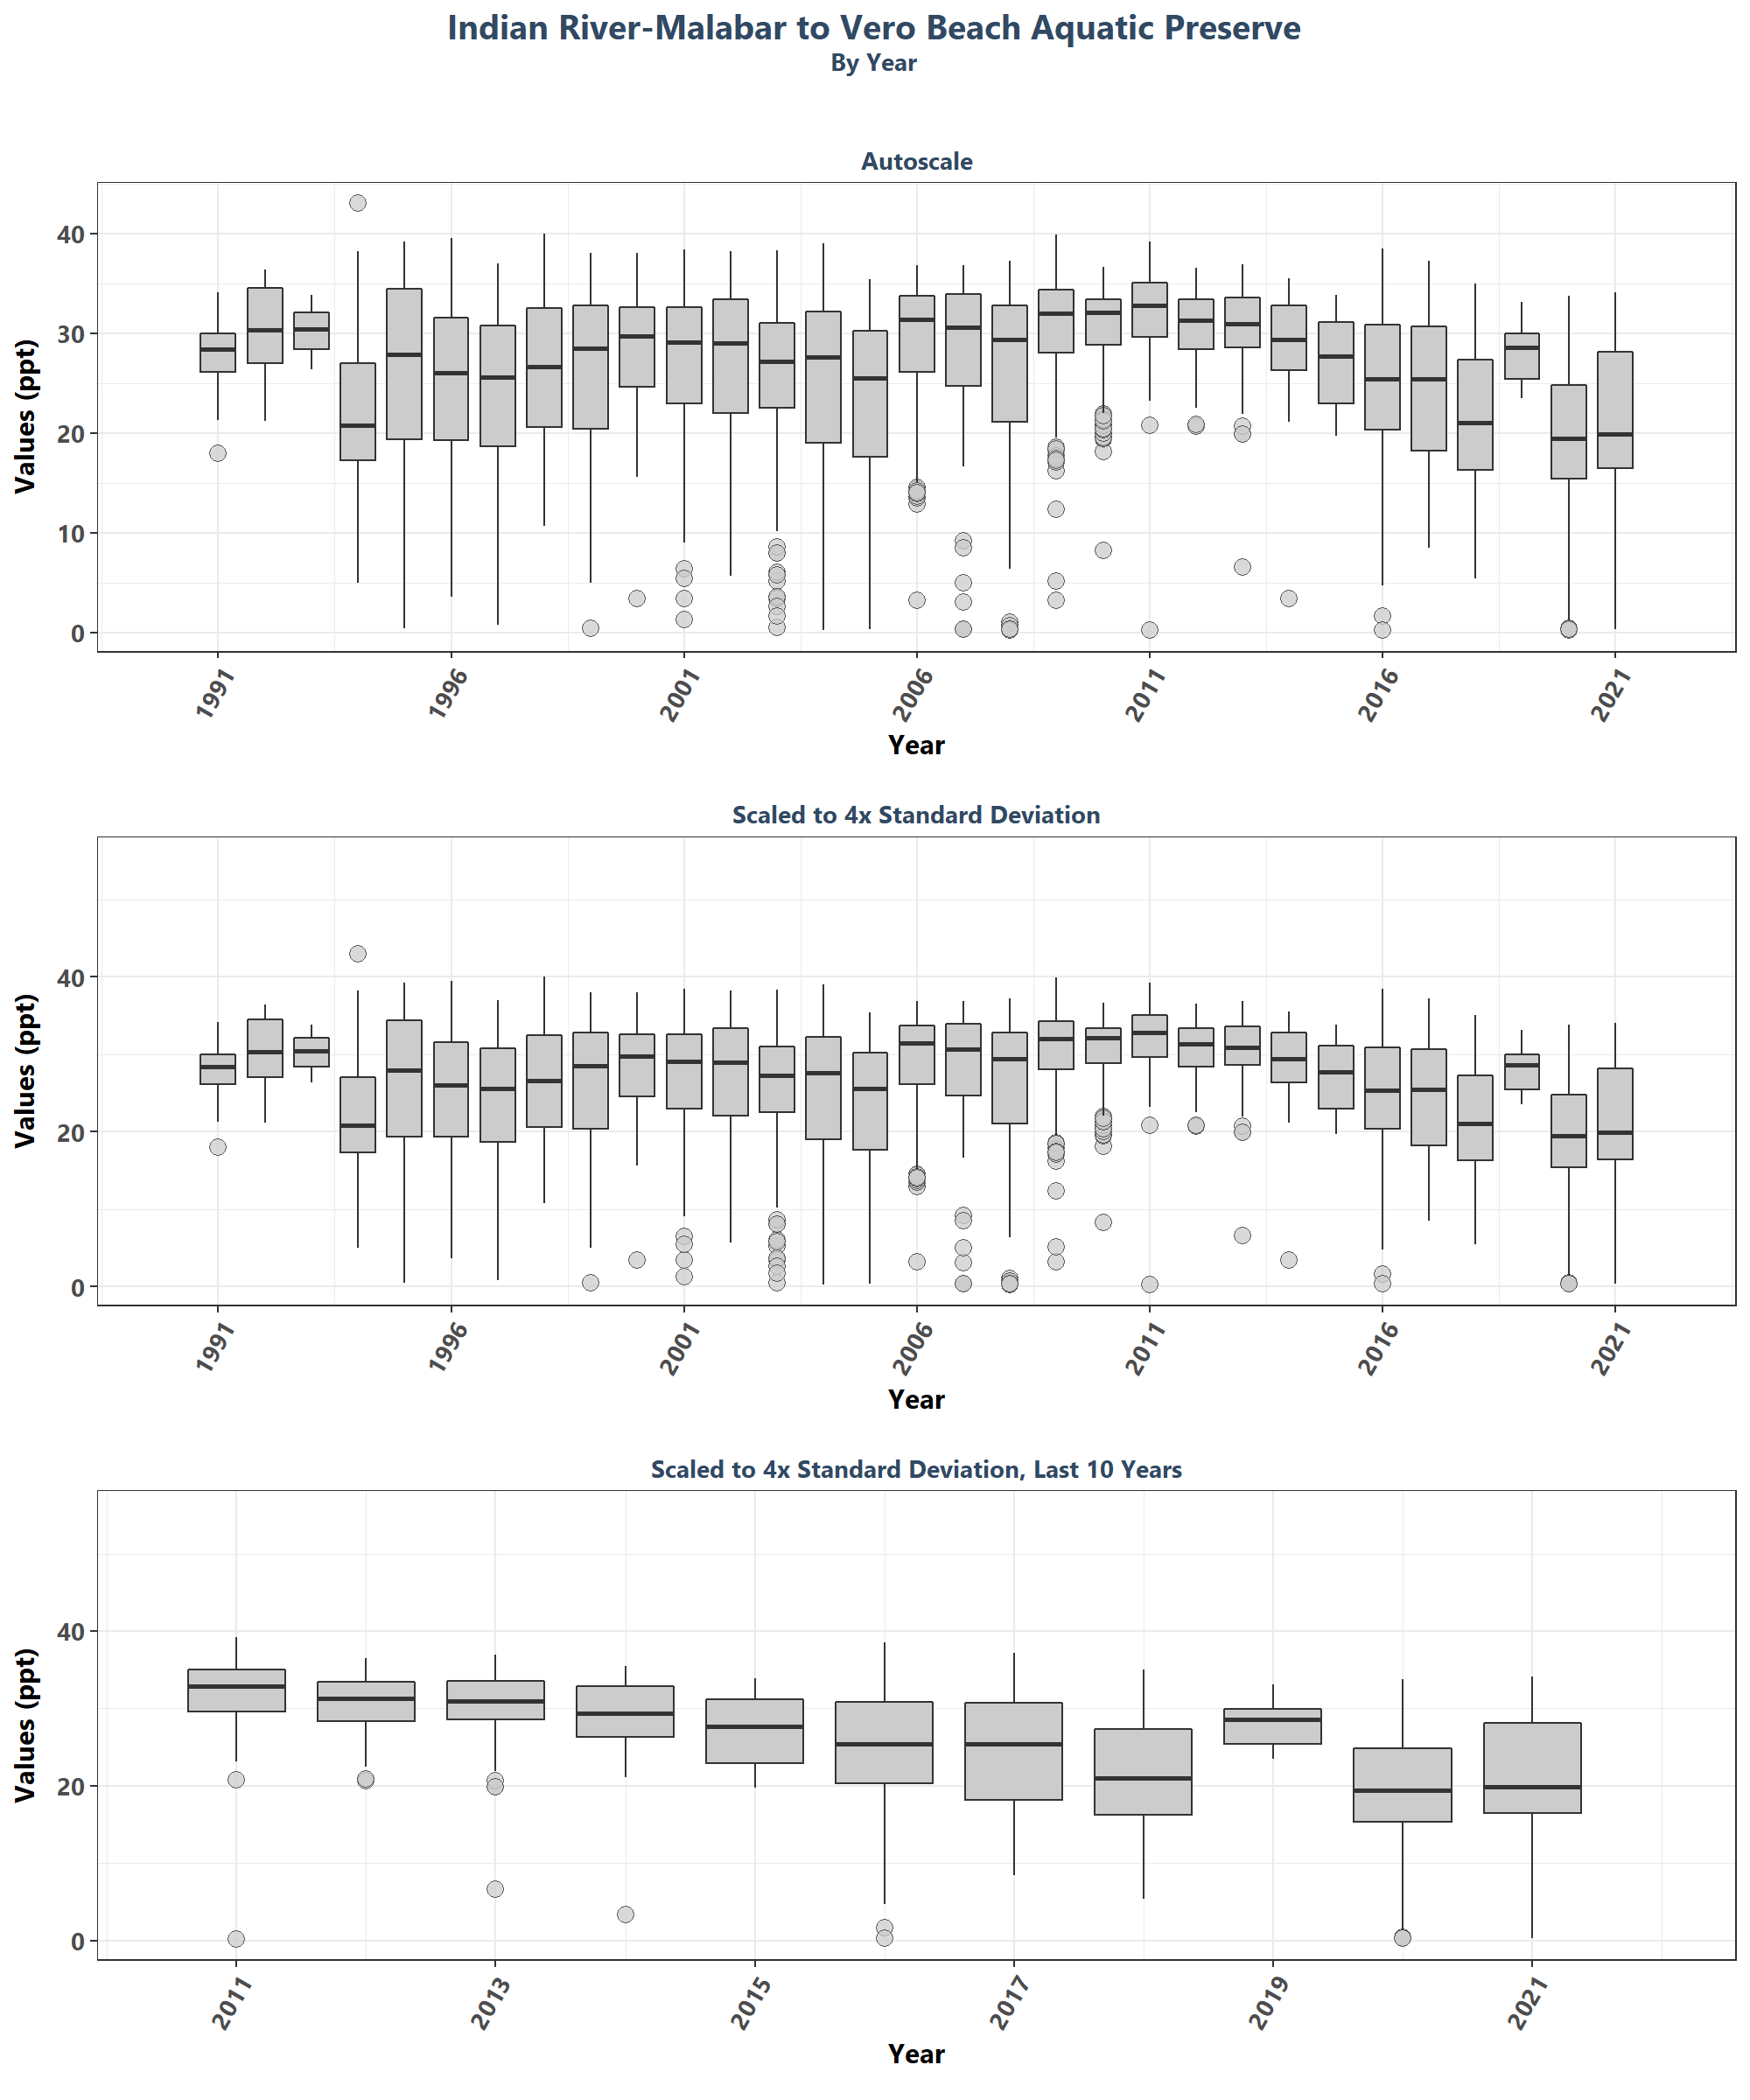 Indian River-Malabar to Vero Beach Aquatic Preserve
By Year
Autoscale
Values (ppt)
40
30
20
10
0
1991
1996
2001
2006
2011
2016
2021
Year
Scaled to 4x Standard Deviation
Values (ppt)
40
20
0
1991
1996
2001
2006
2011
2016
2021
Year
Scaled to 4x Standard Deviation, Last 10 Years
Values (ppt)
40
20
0
2011
2013
2015
2017
2019
2021
Year